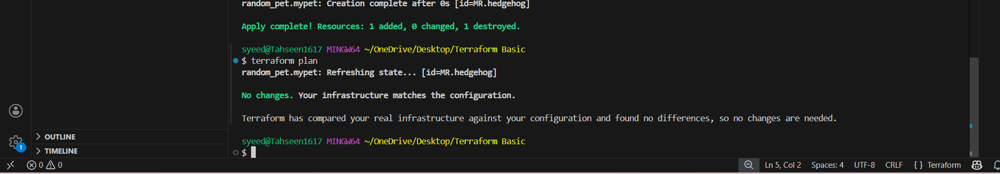 random_pet.mypet: Creation complete after 0s [id=MR.hedgehog]
Apply complete! Resources: 1 added, 0 changed, 1 destroyed.
syeed@Tahseen1617 MINGW64 ~/OneDrive/Desktop/Terraform Basic
$ terraform plan
random_pet.mypet: Refreshing state... [id=MR.hedgehog]
No changes. Your infrastructure matches the configuration.
Terraform has compared your real infrastructure against your configuration and found no differences, so no changes are needed.
syeed@Tahseen1617 MINGW64 ~/OneDrive/Desktop/Terraform Basic
$
OUTLINE
1
TIMELINE
0 0 Ln 5, Col 2 Spaces: 4 UTF-8 CRLF { } Terraform